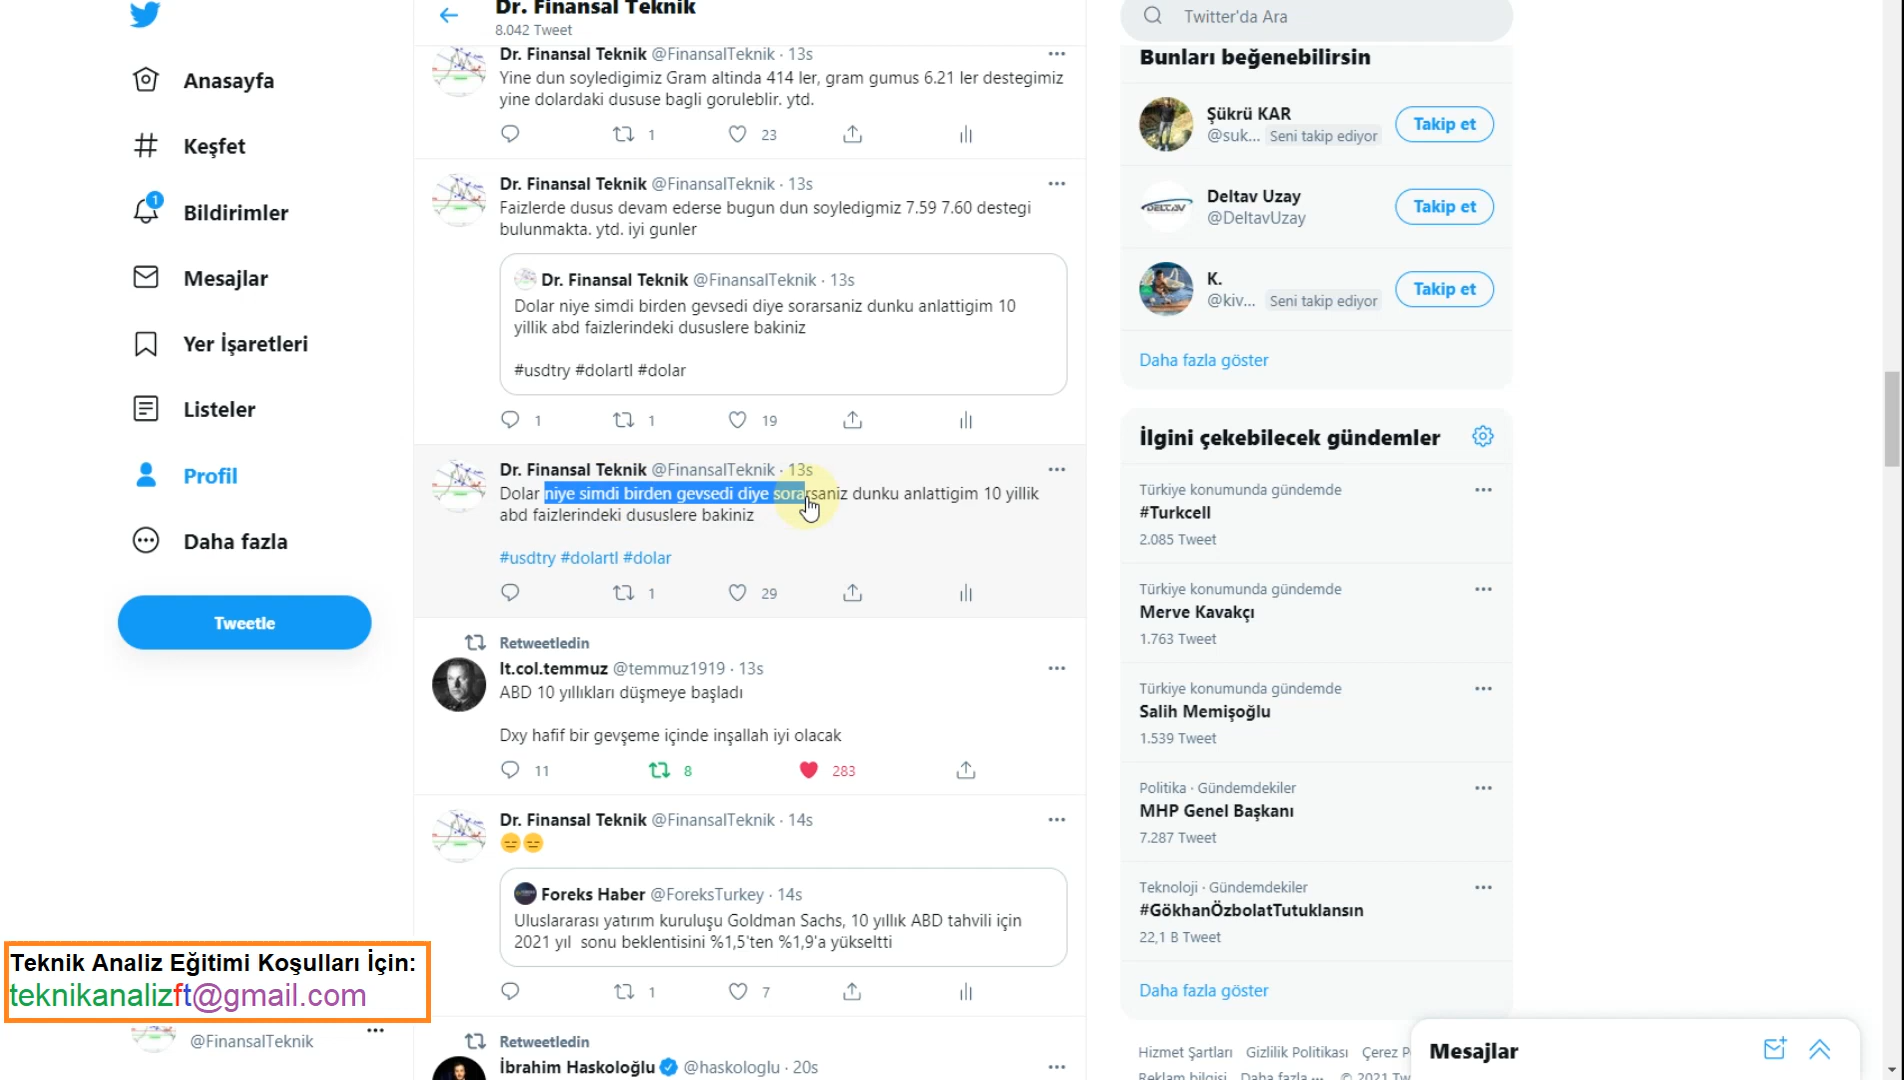 Anasayfa
Keşfet
1
Bildirimler
Mesajlar
Yer İşaretleri
Listeler
Profil
Daha fazla
Tweetle
Teknik Analiz Eğitimi Koşulları İçin:
teknikanalizft@gmail.com
@FinansalTeknik
Dr. Finansal Teknik
8.042 Tweet
Dr. Finansal Teknik @FinansalTeknik · 13s
Yine dun soyledigimiz Gram altinda 414 ler, gram gumus 6.21 ler destegimiz
yine dolardaki dususe bagli goruleblir. ytd.
1 23
Dr. Finansal Teknik @FinansalTeknik · 13s
Faizlerde dusus devam ederse bugun dun soyledigmiz 7.59 7.60 destegi
bulunmakta. ytd. iyi gunler
Dr. Finansal Teknik @FinansalTeknik · 13s
Dolar niye simdi birden gevsedi diye sorarsaniz dunku anlattigim 10
yillik abd faizlerindeki dususlere bakiniz
#usdtry #dolartl #dolar
1 1 19
Dr. Finansal Teknik @FinansalTeknik · 13s
Dolar niye simdi birden gevsedi diye sorarsaniz dunku anlattigim 10 yillik
abd faizlerindeki dususlere bakiniz
#usdtry #dolartl #dolar
1 29
Retweetledin
lt.col.temmuz @temmuz1919 · 13s
ABD 10 yıllıkları düşmeye başladı
Dxy hafif bir gevşeme içinde inşallah iyi olacak
11 8 283
Dr. Finansal Teknik @FinansalTeknik · 14s
Foreks Haber @ForeksTurkey · 14s
Uluslararası yatırım kuruluşu Goldman Sachs, 10 yıllık ABD tahvili için
2021 yıl sonu beklentisini %1,5'ten %1,9'a yükseltti
1 7
Retweetledin
İbrahim Haskoloğlu @haskologlu · 20s
Twitter'da Ara
Bunları beğenebilirsin
Şükrü KAR
@suk... Seni takip ediyor
Takip et
DELTAV
Deltav Uzay
@DeltavUzay
Takip et
K.
@kiv... Seni takip ediyor
Takip et
Daha fazla göster
İlgini çekebilecek gündemler
Türkiye konumunda gündemde
#Turkcell
2.085 Tweet
Türkiye konumunda gündemde
Merve Kavakçı
1.763 Tweet
Türkiye konumunda gündemde
Salih Memişoğlu
1.539 Tweet
Politika · Gündemdekiler
MHP Genel Başkanı
7.287 Tweet
Teknoloji · Gündemdekiler
#GökhanÖzbolatTutuklansın
22,1 B Tweet
Daha fazla göster
Hizmet Şartları Gizlilik Politikası Çerez P
Reklam bilgisi Daha fazla ··· © 2021 Tw
Mesajlar